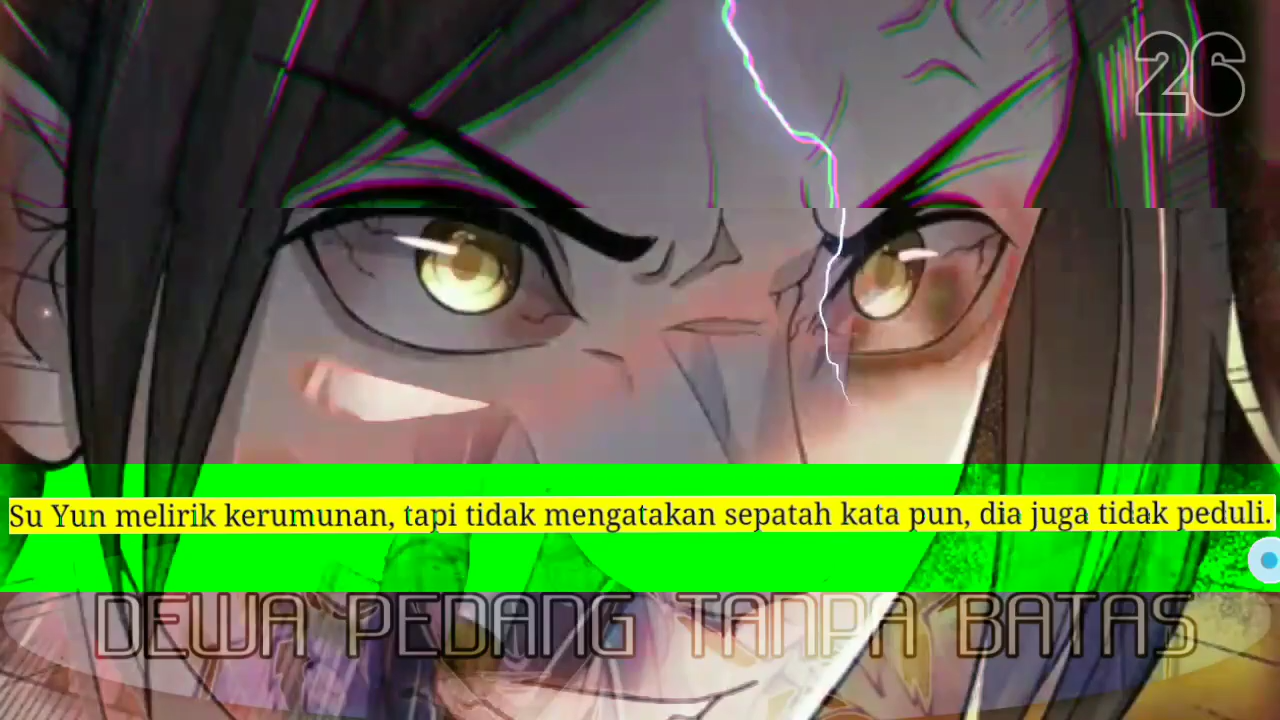 26
Su Yun melirik kerumunan, tapi tidak mengatakan sepatah kata pun, dia juga tidak peduli.
DEWA PEDANG TANPA BATAS